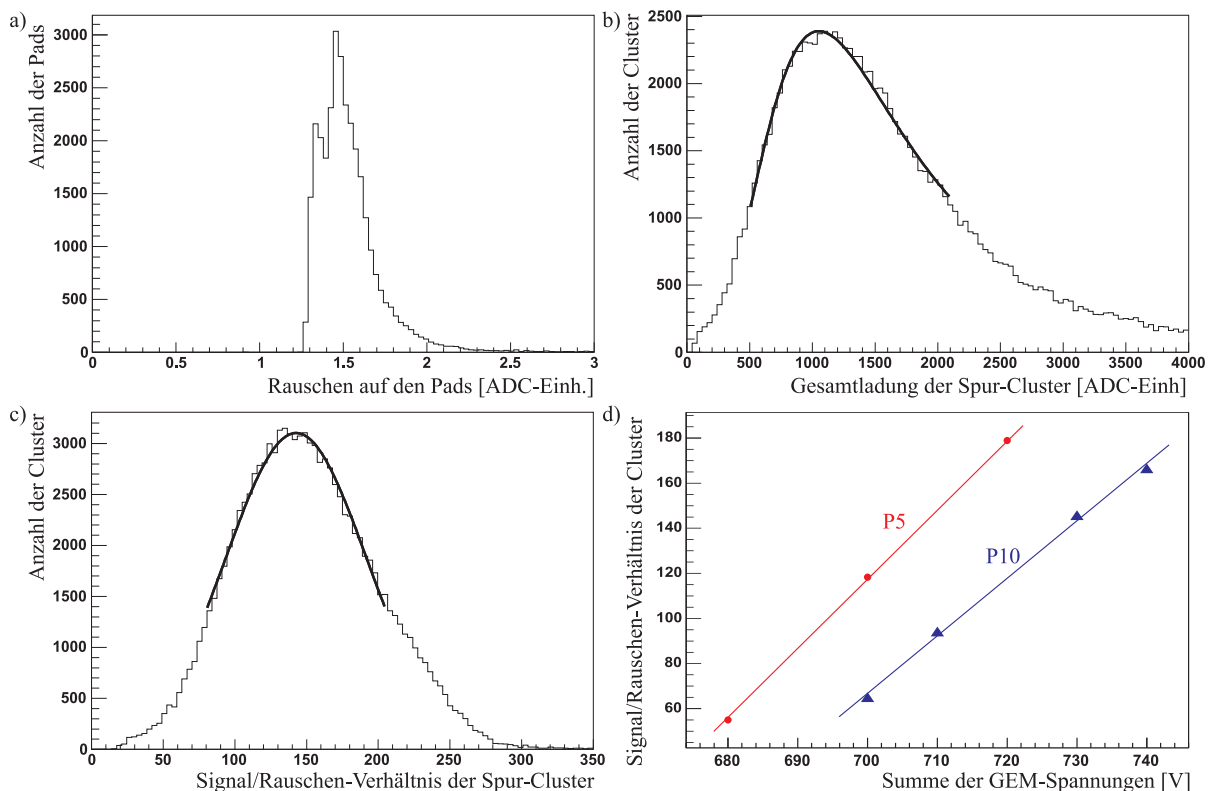 a)
Anzahl der Pads
3000
2500
2000
1500
1000
500
0
0 0.5 1 1.5 2 2.5 3
Rauschen auf den Pads [ADC-Einh.]
b)
Anzahl der Cluster
2500
2000
1500
1000
500
0
0 500 1000 1500 2000 2500 3000 3500 4000
Gesamtladung der Spur-Cluster [ADC-Einh]
c)
Anzahl der Cluster
3000
2500
2000
1500
1000
500
0
0 50 100 150 200 250 300 350
Signal/Rauschen-Verhältnis der Spur-Cluster
d)
Signal/Rauschen-Verhältnis der Cluster
180
160
140
120
100
80
60
P5
P10
680 690 700 710 720 730 740
Summe der GEM-Spannungen [V]